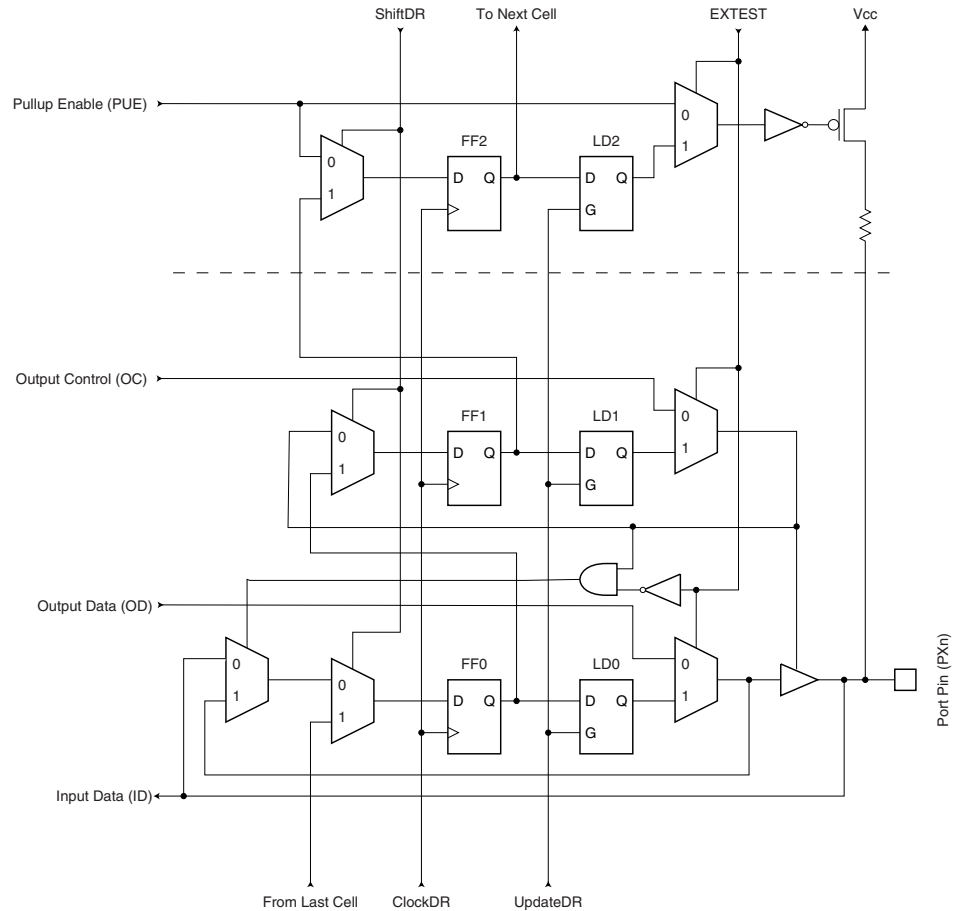 ShiftDR
To Next Cell
EXTEST
Vcc
Pullup Enable (PUE)
0
1
FF2
D Q
LD2
D Q
G
0
1
Output Control (OC)
0
1
FF1
D Q
LD1
D Q
G
0
1
Output Data (OD)
0
1
0
1
FF0
D Q
LD0
D Q
G
0
1
Port Pin (PXn)
Input Data (ID)
From Last Cell
ClockDR
UpdateDR